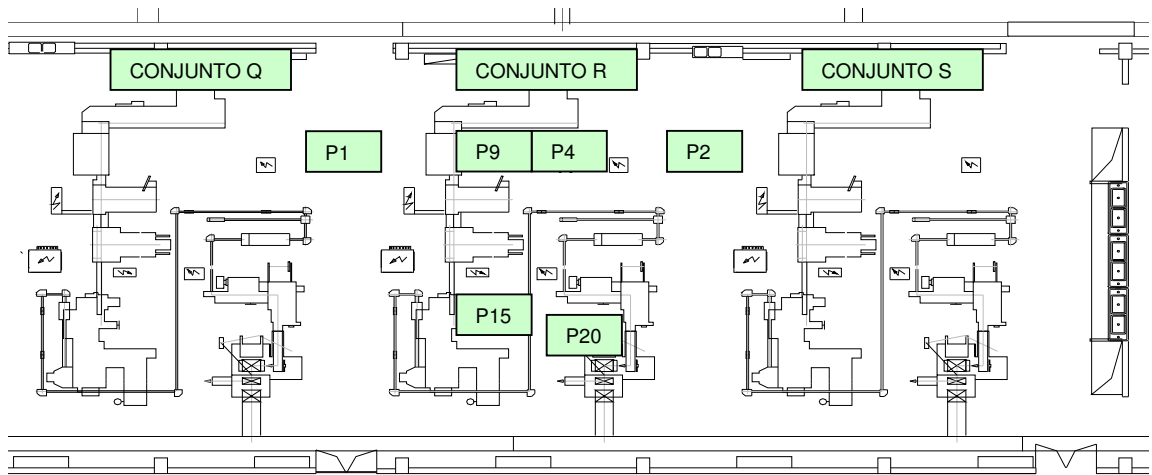 CONJUNTO Q
CONJUNTO R
CONJUNTO S
P1
P9
P4
P2
P15
P20